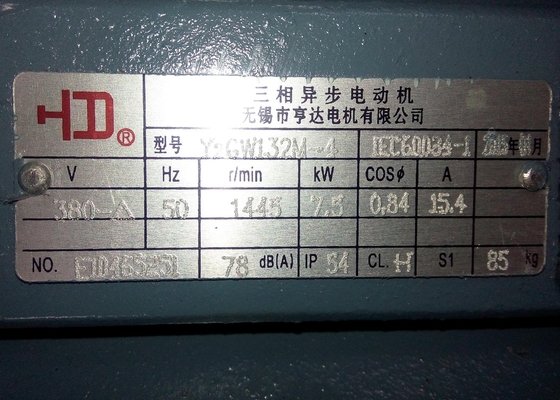 HD®
三相异步电动机
无锡市亨达电机有限公司
型号 GW132M-4 IEC60034-1 年 月
V Hz r/min kW COSφ A
380-△ 50 1445 7.5 0.84 15.4
NO. 78 dB(A) IP 54 CL. H S1 85 kg